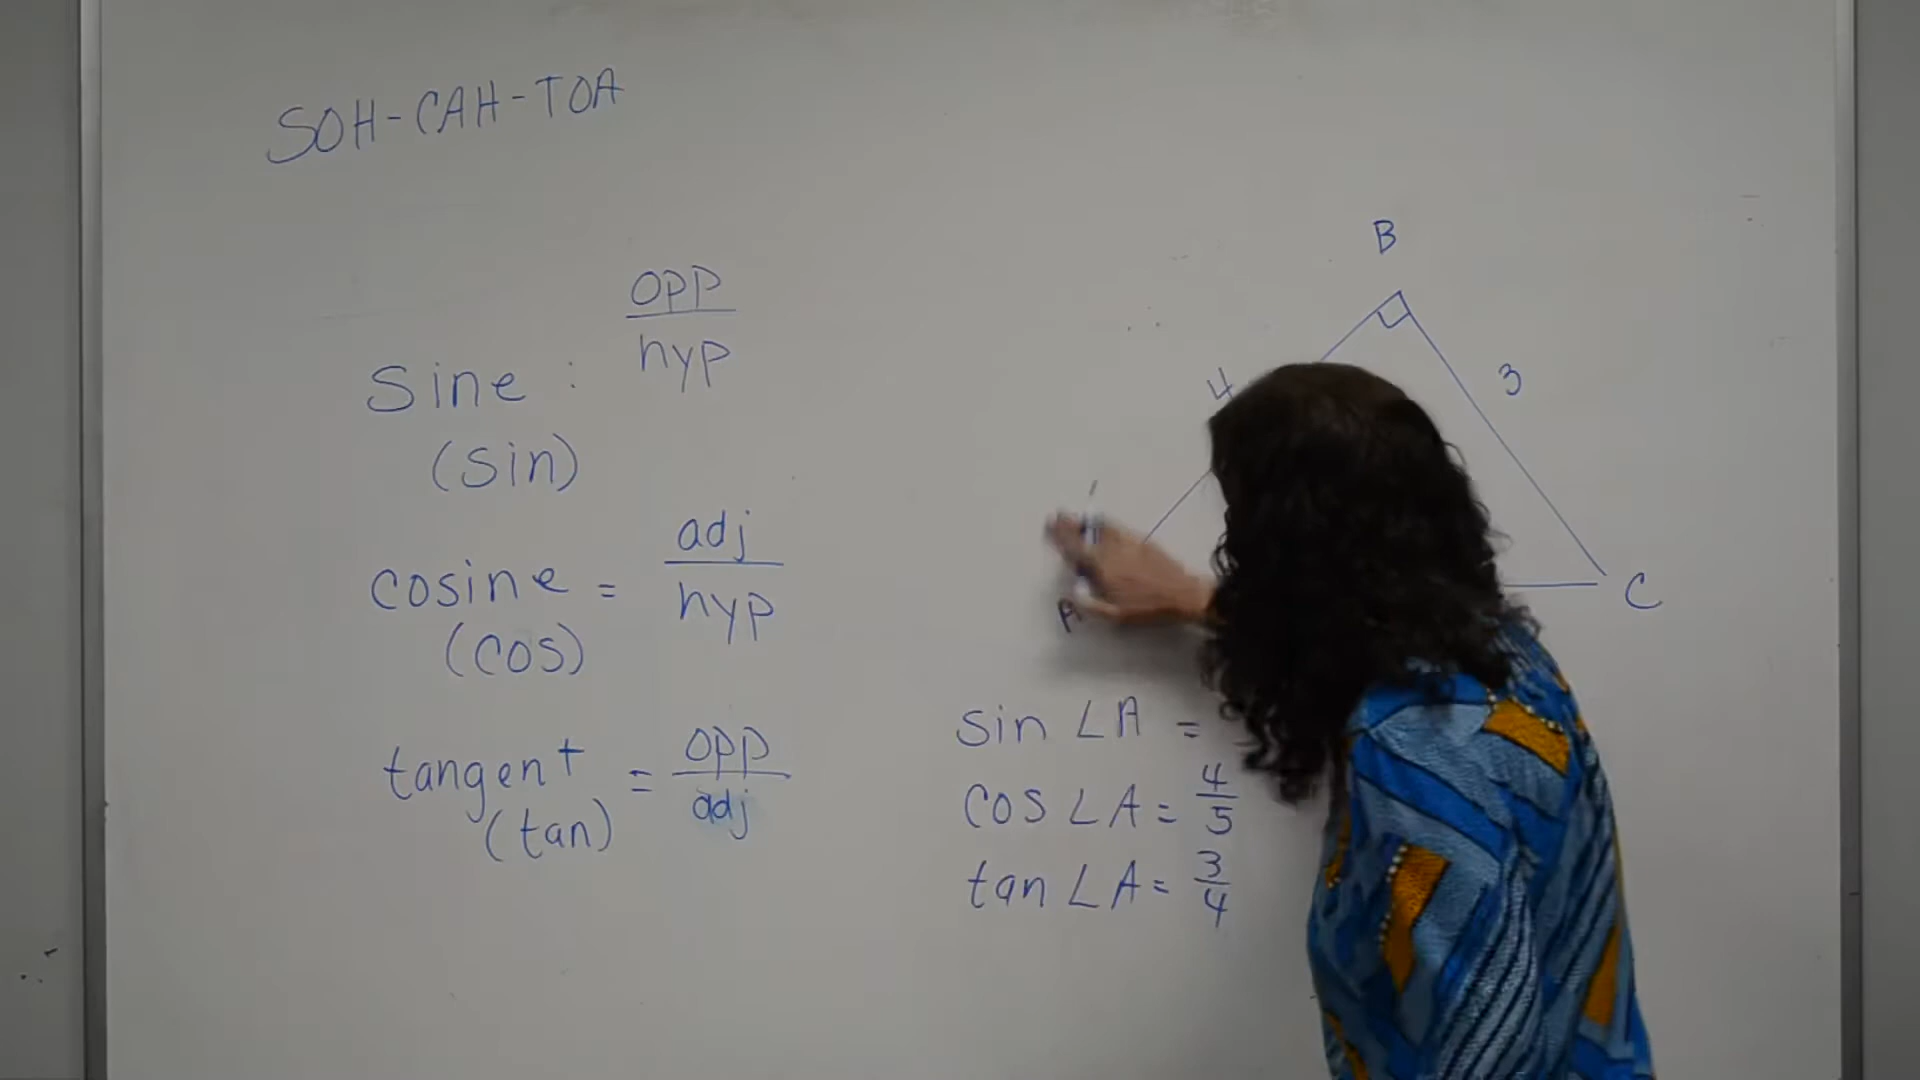 SOH-CAH-TOA
B
opp
hyp
Sine :
(sin)
4
3
adj
hyp
cosine =
(cos)
A
C
sin ∠A =
opp
adj
tangent =
(tan)
cos ∠A = 4/5
tan ∠A = 3/4